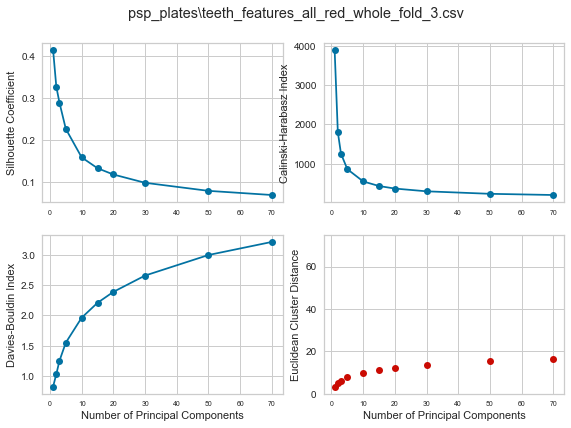 psp_plates\teeth_features_all_red_whole_fold_3.csv
Silhouette Coefficient
0.4
0.3
0.2
0.1
0 10 20 30 40 50 60 70
Calinski-Harabasz Index
4000
3000
2000
1000
0 10 20 30 40 50 60 70
Davies-Bouldin Index
3.0
2.5
2.0
1.5
1.0
0 10 20 30 40 50 60 70
Number of Principal Components
Euclidean Cluster Distance
60
40
20
0
0 10 20 30 40 50 60 70
Number of Principal Components